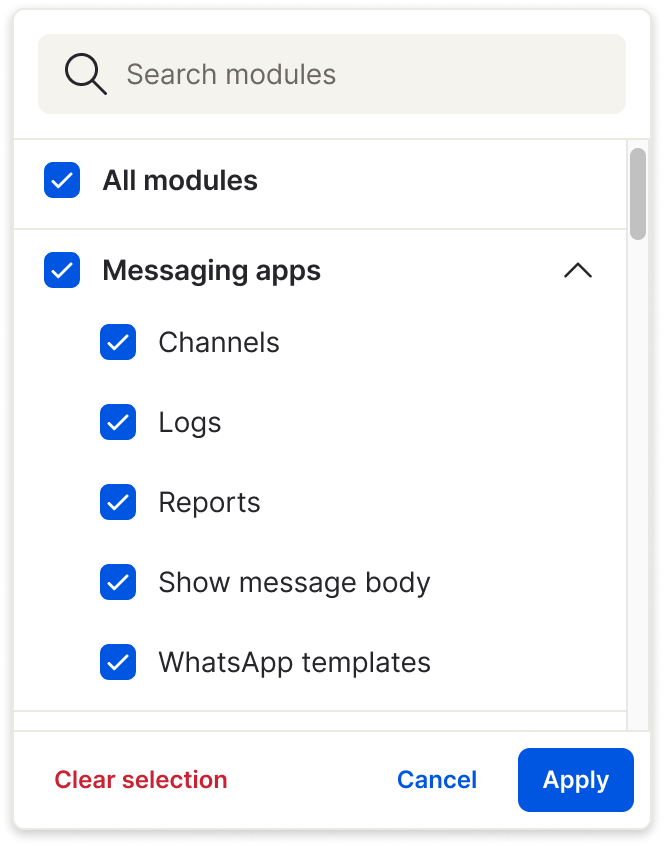 Search modules
All modules
Messaging apps
Channels
Logs
Reports
Show message body
WhatsApp templates
Clear selection Cancel Apply